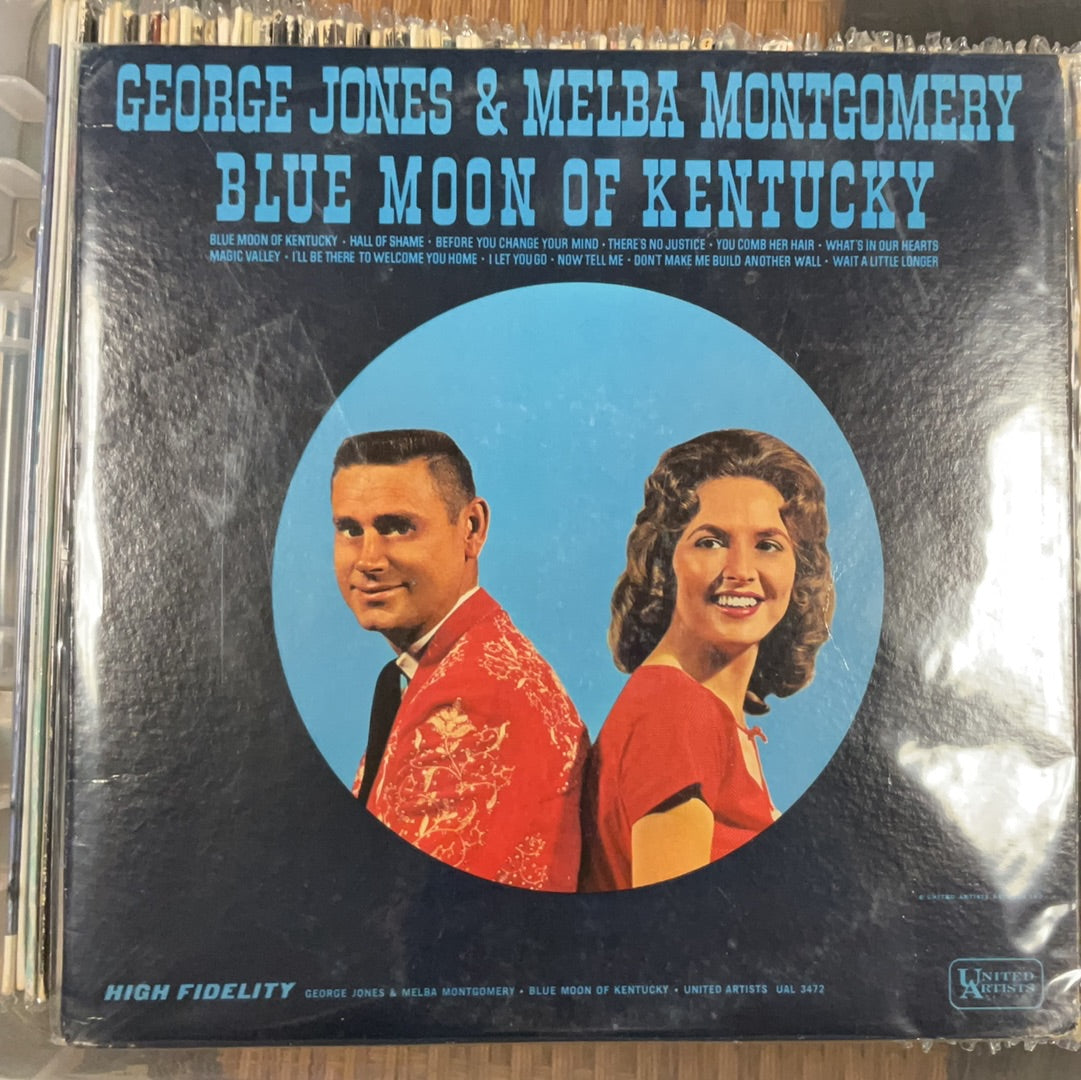 GEORGE JONES & MELBA MONTGOMERY
BLUE MOON OF KENTUCKY
BLUE MOON OF KENTUCKY • HALL OF SHAME • BEFORE YOU CHANGE YOUR MIND • THERE'S NO JUSTICE • YOU COMB HER HAIR • WHAT'S IN OUR HEARTS
MAGIC VALLEY • I'LL BE THERE TO WELCOME YOU HOME • I LET YOU GO • NOW TELL ME • DON'T MAKE ME BUILD ANOTHER WALL • WAIT A LITTLE LONGER
© UNITED ARTISTS
HIGH FIDELITY GEORGE JONES & MELBA MONTGOMERY • BLUE MOON OF KENTUCKY • UNITED ARTISTS UAL 3472
UNITED
ARTISTS